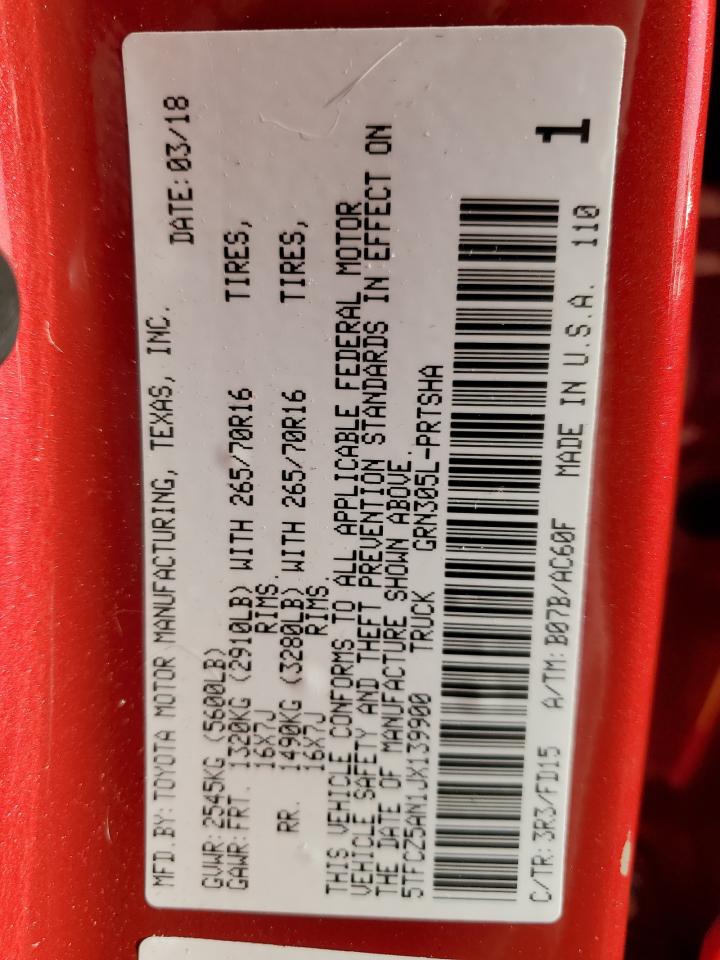 MFD.BY: TOYOTA MOTOR MANUFACTURING, TEXAS, INC.
DATE: 03/18
GVWR: 2545KG (5600LB)
GAWR: FRT. 1320KG (2910LB) WITH 265/70R16 TIRES,
16X7J RIMS.
RR. 1490KG (3280LB) WITH 265/70R16 TIRES,
16X7J RIMS
THIS VEHICLE CONFORMS TO ALL APPLICABLE FEDERAL MOTOR
VEHICLE SAFETY AND THEFT PREVENTION STANDARDS IN EFFECT ON
THE DATE OF MANUFACTURE SHOWN ABOVE.
5TFCZ5AN1JX139900 TRUCK GRN305L-PRTSHA
1
C/TR: 3R3/FD15 A/TM: B07B/AC60F MADE IN U.S.A. 110